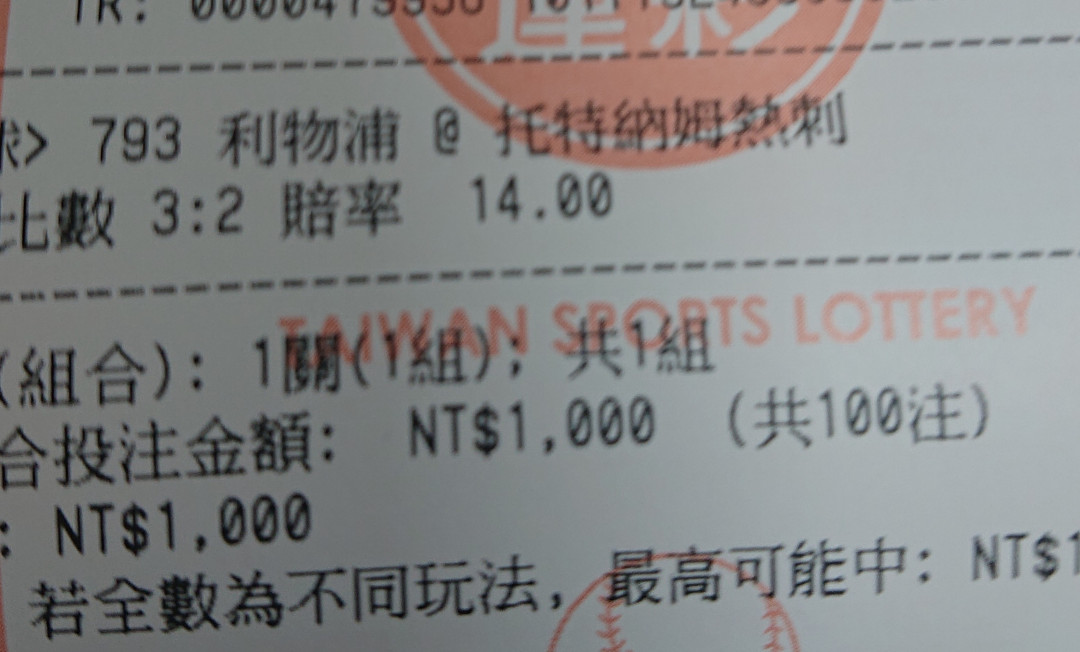 793 利物浦 @ 托特納姆熱刺
比數 3:2 賠率 14.00
TAIWAN SPORTS LOTTERY
(組合): 1關(1組); 共1組
合投注金額: NT$1,000 (共100注)
: NT$1,000
若全數為不同玩法, 最高可能中: NT$1